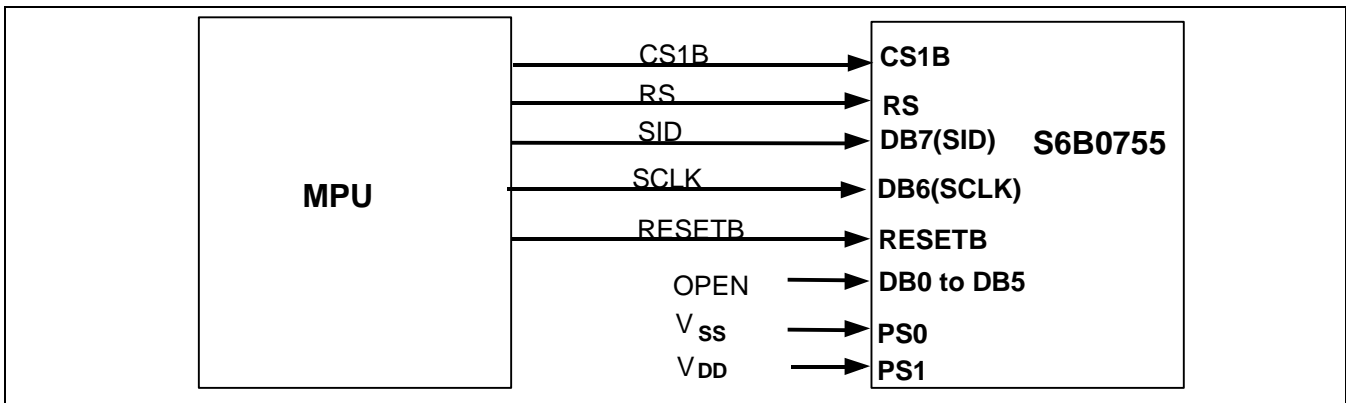 CS1B CS1B
RS RS
SID DB7(SID) S6B0755
MPU SCLK DB6(SCLK)
RESETB RESETB
OPEN DB0 to DB5
VSS PS0
VDD PS1